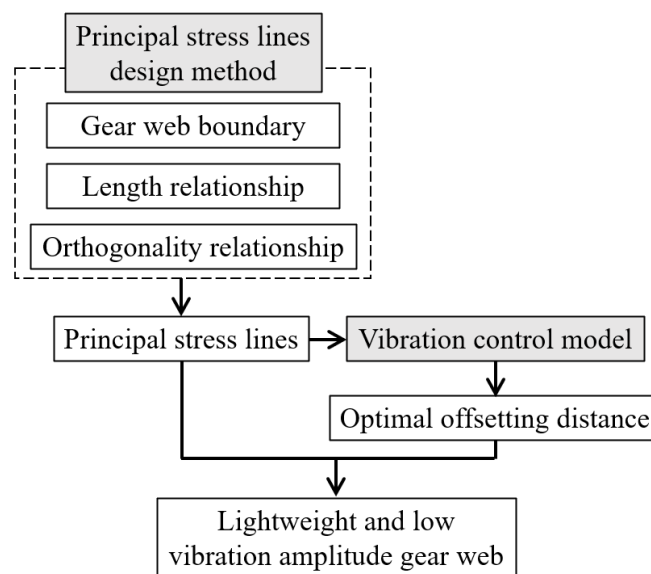 Principal stress lines
design method
Gear web boundary
Length relationship
Orthogonality relationship
Principal stress lines
Vibration control model
Optimal offsetting distance
Lightweight and low
vibration amplitude gear web